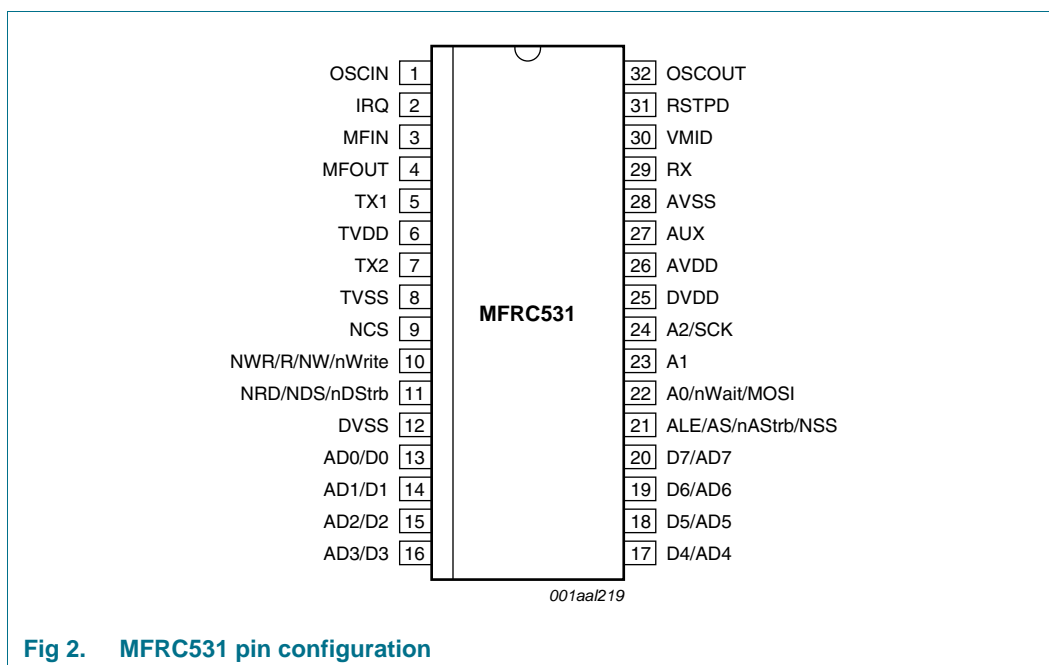 OSCIN 1 32 OSCOUT
IRQ 2 31 RSTPD
MFIN 3 30 VMID
MFOUT 4 29 RX
TX1 5 28 AVSS
TVDD 6 27 AUX
TX2 7 26 AVDD
TVSS 8 25 DVDD
MFRC531
NCS 9 24 A2/SCK
NWR/R/NW/nWrite 10 23 A1
NRD/NDS/nDStrb 11 22 A0/nWait/MOSI
DVSS 12 21 ALE/AS/nAStrb/NSS
AD0/D0 13 20 D7/AD7
AD1/D1 14 19 D6/AD6
AD2/D2 15 18 D5/AD5
AD3/D3 16 17 D4/AD4
001aal219
Fig 2. MFRC531 pin configuration